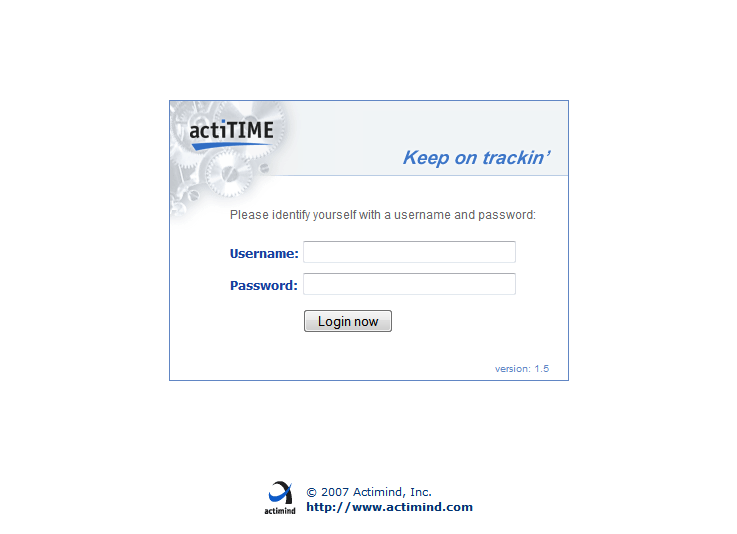 actiTIME
Keep on trackin’
Please identify yourself with a username and password:
Username:
Password:
Login now
version: 1.5
actimind
© 2007 Actimind, Inc.
http://www.actimind.com